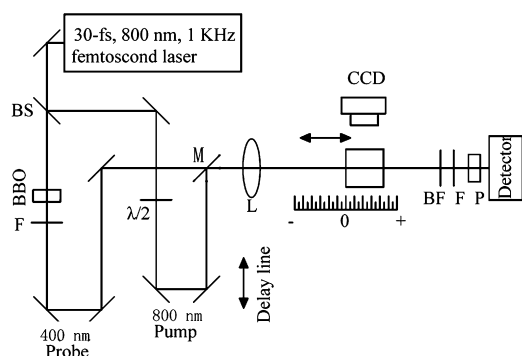 30-fs, 800 nm, 1 KHz
femtoscond laser
BS
CCD
M
BBO
λ/2
L
F
- 0 +
BF F P
Detector
Delay line
400 nm
Probe
800 nm
Pump